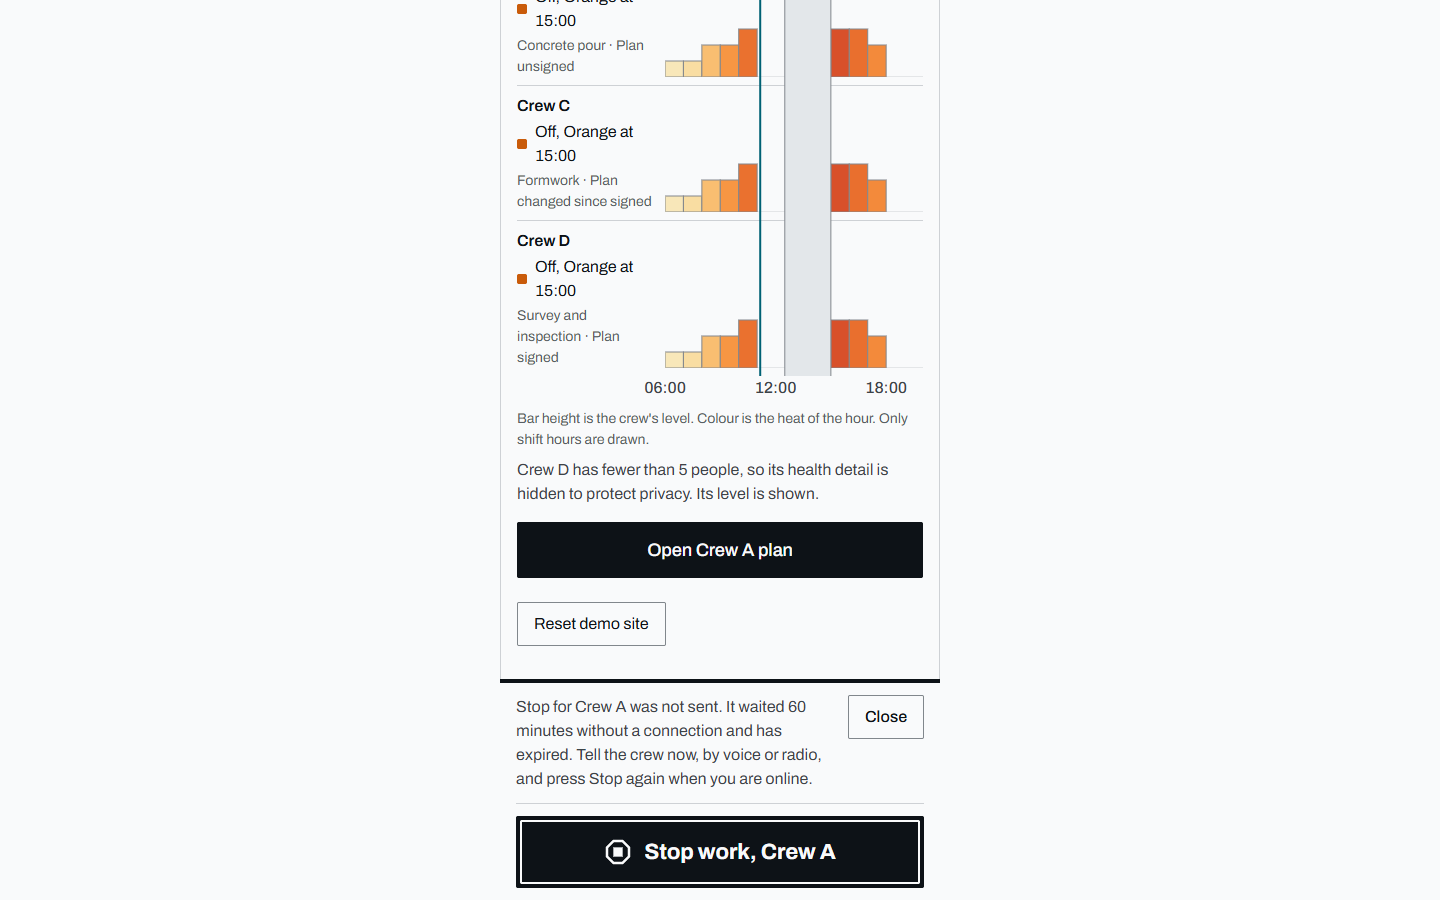 Off, Orange at
15:00
Concrete pour · Plan
unsigned
Crew C
Off, Orange at
15:00
Formwork · Plan
changed since signed
Crew D
Off, Orange at
15:00
Survey and
inspection · Plan
signed
06:00 12:00 18:00
Bar height is the crew's level. Colour is the heat of the hour. Only
shift hours are drawn.
Crew D has fewer than 5 people, so its health detail is
hidden to protect privacy. Its level is shown.
Open Crew A plan
Reset demo site
Stop for Crew A was not sent. It waited 60
minutes without a connection and has
expired. Tell the crew now, by voice or radio,
and press Stop again when you are online.
Close
Stop work, Crew A